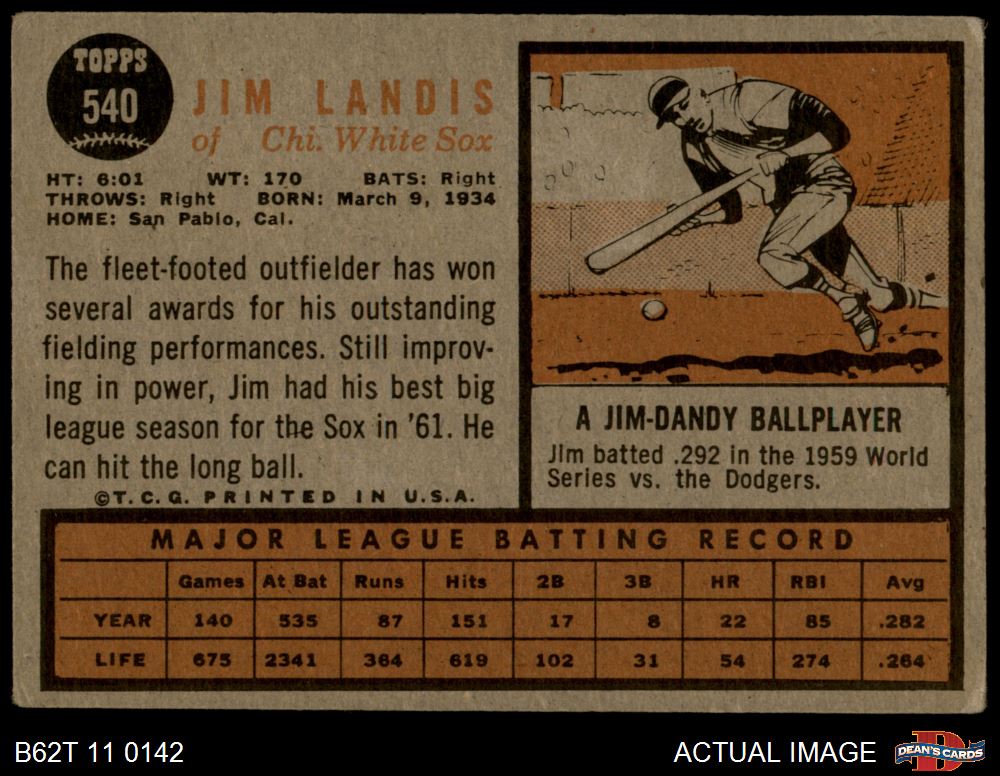 TOPPS
540
JIM LANDIS
of Chi. White Sox
HT: 6:01 WT: 170 BATS: Right
THROWS: Right BORN: March 9, 1934
HOME: San Pablo, Cal.
The fleet-footed outfielder has won
several awards for his outstanding
fielding performances. Still improv-
ing in power, Jim had his best big
league season for the Sox in '61. He
can hit the long ball.
©T.C.G. PRINTED IN U.S.A.
A JIM-DANDY BALLPLAYER
Jim batted .292 in the 1959 World
Series vs. the Dodgers.
MAJOR LEAGUE BATTING RECORD
Games At Bat Runs Hits 2B 3B HR RBI Avg
YEAR 140 535 87 151 17 8 22 85 .282
LIFE 675 2341 364 619 102 31 54 274 .264
B62T 11 0142
ACTUAL IMAGE
D
DEAN'S CARDS